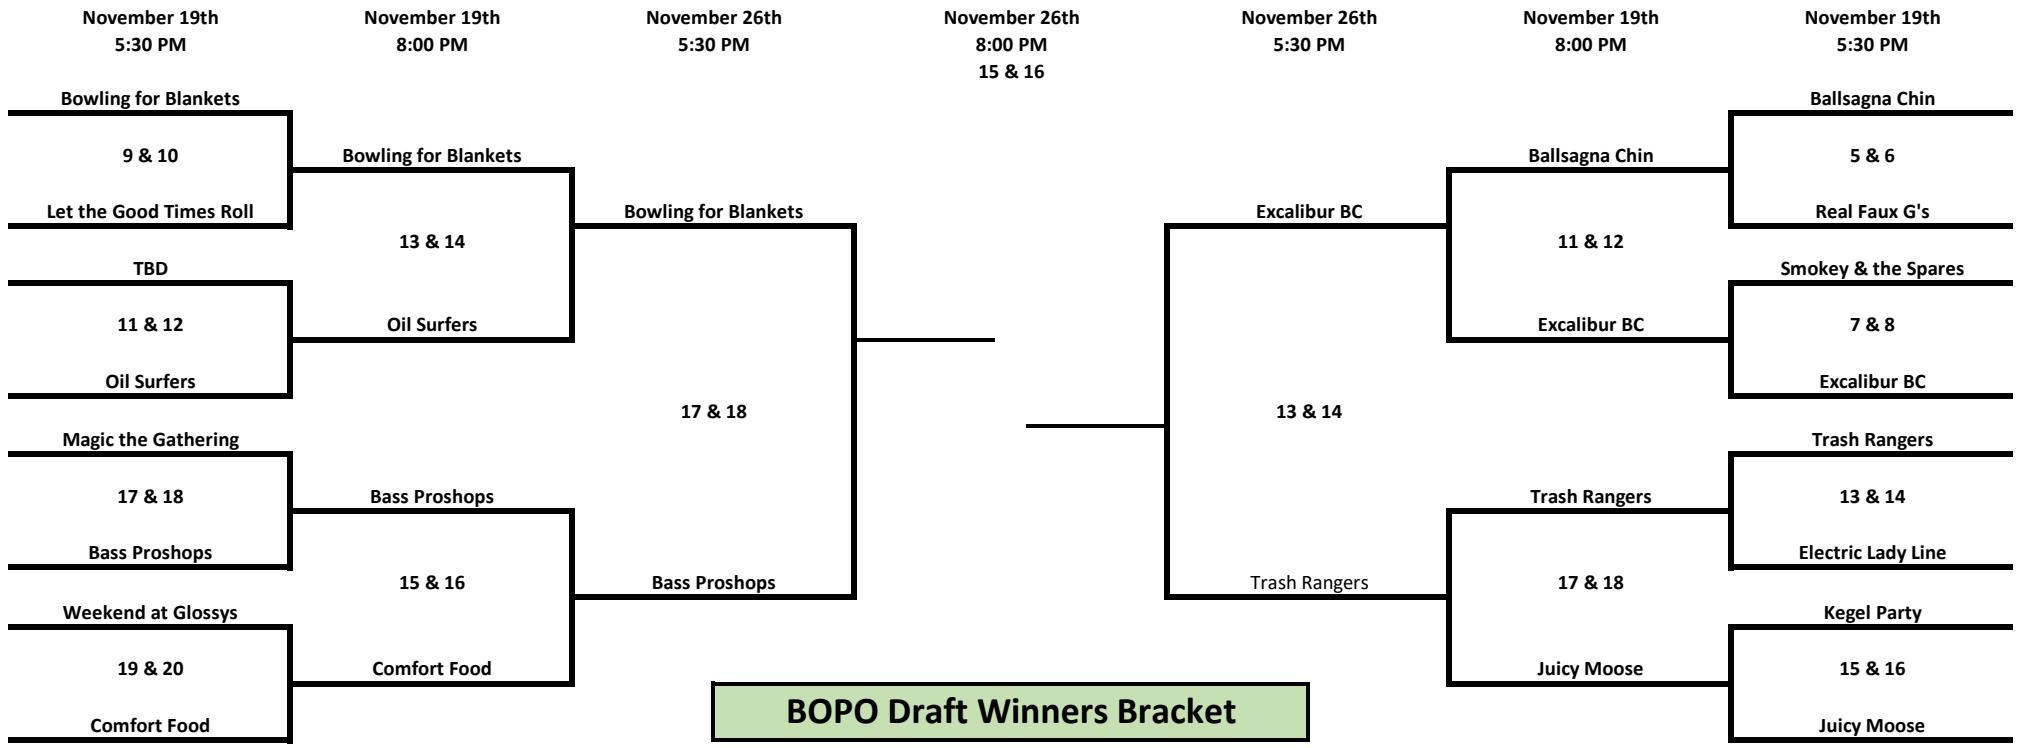 November 19th
5:30 PM
November 19th
8:00 PM
November 26th
5:30 PM
November 26th
8:00 PM
15 & 16
November 26th
5:30 PM
November 19th
8:00 PM
November 19th
5:30 PM
Bowling for Blankets
9 & 10
Let the Good Times Roll
TBD
11 & 12
Oil Surfers
Magic the Gathering
17 & 18
Bass Proshops
Weekend at Glossys
19 & 20
Comfort Food
Bowling for Blankets
13 & 14
Oil Surfers
Bass Proshops
15 & 16
Comfort Food
Bowling for Blankets
17 & 18
Bass Proshops
Excalibur BC
13 & 14
Trash Rangers
Ballsagna Chin
11 & 12
Excalibur BC
Trash Rangers
17 & 18
Juicy Moose
Ballsagna Chin
5 & 6
Real Faux G's
Smokey & the Spares
7 & 8
Excalibur BC
Trash Rangers
13 & 14
Electric Lady Line
Kegel Party
15 & 16
Juicy Moose
BOPO Draft Winners Bracket